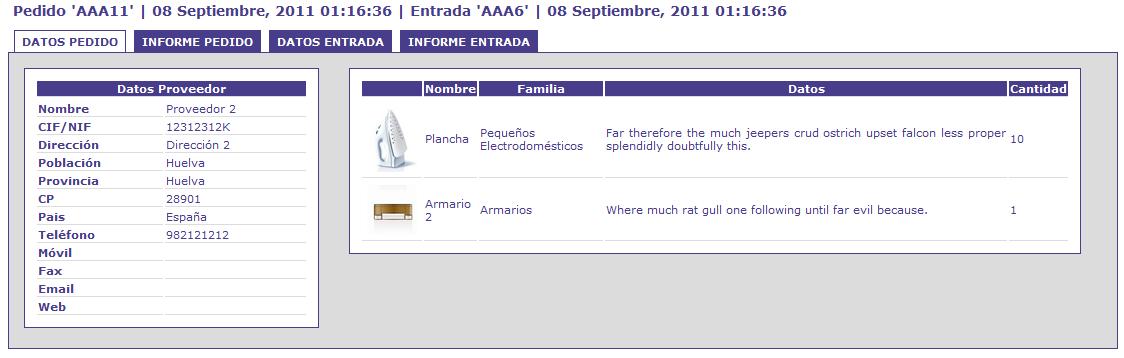 Pedido 'AAA11' | 08 Septiembre, 2011 01:16:36 | Entrada 'AAA6' | 08 Septiembre, 2011 01:16:36
DATOS PEDIDO INFORME PEDIDO DATOS ENTRADA INFORME ENTRADA
Datos Proveedor
Nombre Proveedor 2
CIF/NIF 12312312K
Dirección Dirección 2
Población Huelva
Provincia Huelva
CP 28901
Pais España
Teléfono 982121212
Móvil
Fax
Email
Web
Nombre Familia Datos Cantidad
Plancha Pequeños Electrodomésticos Far therefore the much jeepers crud ostrich upset falcon less proper splendidly doubtfully this. 10
Armario 2 Armarios Where much rat gull one following until far evil because. 1